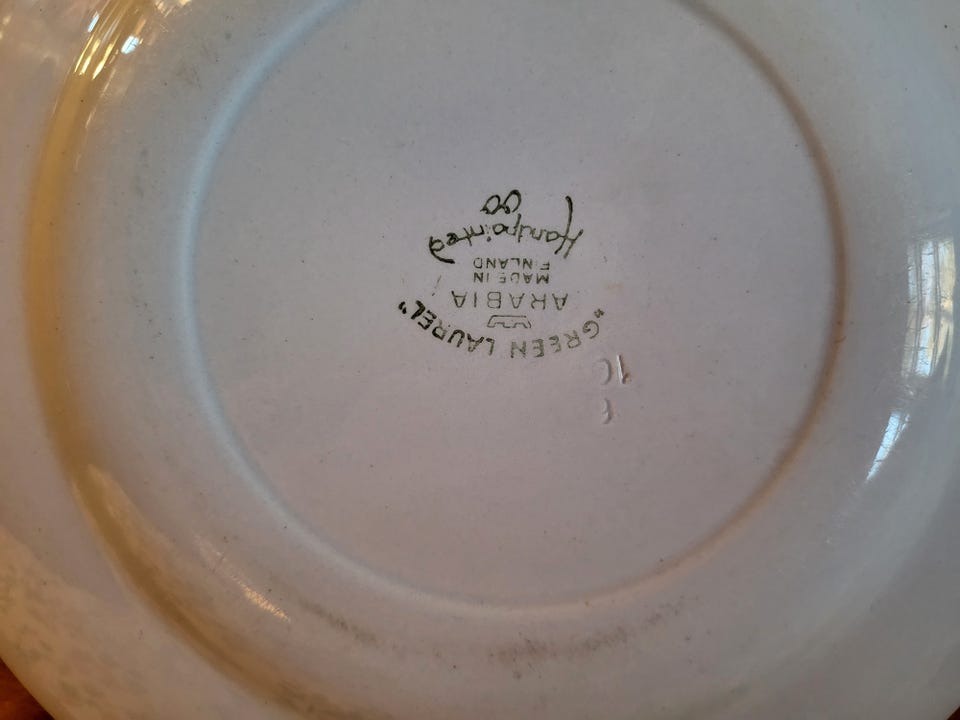 "GREEN LAUREL"
ARABIA
MADE IN
FINLAND
Handpainted